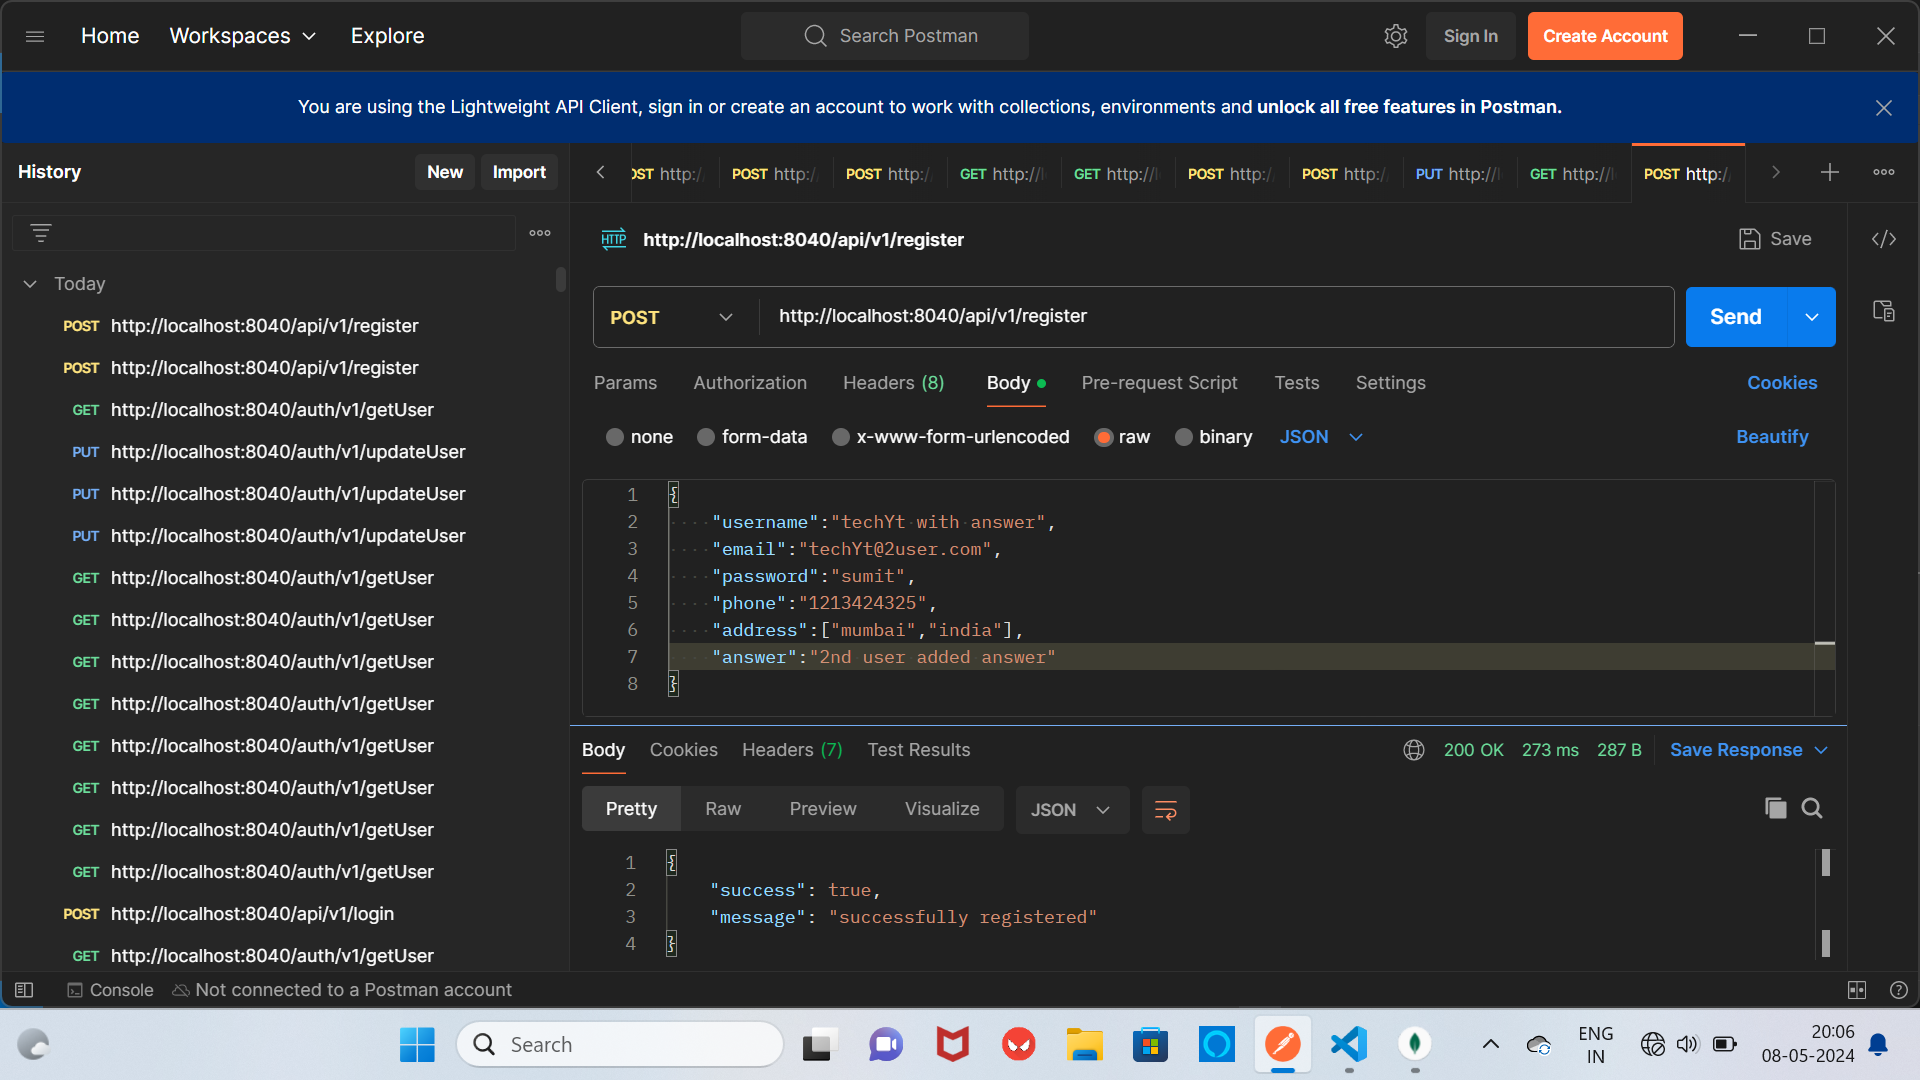 Home Workspaces Explore Search Postman Sign In Create Account
You are using the Lightweight API Client, sign in or create an account to work with collections, environments and unlock all free features in Postman.
History New Import
OST http:/ POST http:/ POST http:/ GET http://l GET http://l POST http:/ POST http:/ PUT http://l GET http://l POST http:/
HTTP http://localhost:8040/api/v1/register Save
Today
POST http://localhost:8040/api/v1/register
POST http://localhost:8040/api/v1/register
GET http://localhost:8040/auth/v1/getUser
PUT http://localhost:8040/auth/v1/updateUser
PUT http://localhost:8040/auth/v1/updateUser
PUT http://localhost:8040/auth/v1/updateUser
GET http://localhost:8040/auth/v1/getUser
GET http://localhost:8040/auth/v1/getUser
GET http://localhost:8040/auth/v1/getUser
GET http://localhost:8040/auth/v1/getUser
GET http://localhost:8040/auth/v1/getUser
GET http://localhost:8040/auth/v1/getUser
GET http://localhost:8040/auth/v1/getUser
GET http://localhost:8040/auth/v1/getUser
POST http://localhost:8040/api/v1/login
GET http://localhost:8040/auth/v1/getUser
POST http://localhost:8040/api/v1/register Send
Params Authorization Headers (8) Body Pre-request Script Tests Settings Cookies
none form-data x-www-form-urlencoded raw binary JSON Beautify
1 {
2 "username":"techYt with answer",
3 "email":"techYt@2user.com",
4 "password":"sumit",
5 "phone":"1213424325",
6 "address":["mumbai","india"],
7 "answer":"2nd user added answer"
8 }
Body Cookies Headers (7) Test Results 200 OK 273 ms 287 B Save Response
Pretty Raw Preview Visualize JSON
1 {
2 "success": true,
3 "message": "successfully registered"
4 }
Console Not connected to a Postman account
Search
ENG
IN
20:06
08-05-2024